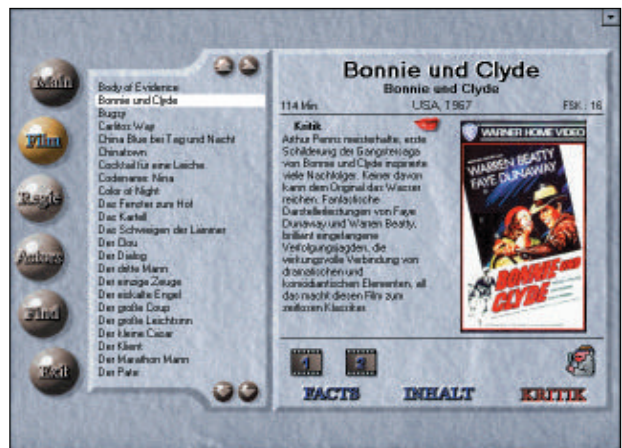 Main
Film
Regie
Actors
Find
Exit
Body of Evidence
Bonnie und Clyde
Bugsy
Carlitos Way
China Blue bei Tag und Nacht
Chinatown
Cocktail für eine Leiche
Codename: Nina
Color of Night
Das Fenster zum Hof
Das Kartell
Das Schweigen der Lämmer
Der Clou
Der Dialog
Der dritte Mann
Der einzige Zeuge
Der eiskalte Engel
Der große Coup
Der große Leichtsinn
Der kleine Cäsar
Der Klient
Der Marathon Mann
Der Pate
Bonnie und Clyde
Bonnie und Clyde
114 Min. USA, 1967 FSK: 16
Kritik
Arthur Penns meisterhafte, erste
Schilderung der Gangstersaga
von Bonnie und Clyde inspirierte
viele Nachfolger. Keiner davon
kann dem Original das Wasser
reichen. Fantastische
Darstellerleistungen von Faye
Dunaway und Warren Beatty,
brillant eingefangene
Verfolgungsjagden, die
wirkungsvolle Verbindung von
dramatischen und
komödiantischen Elementen, all
das macht diesen Film zum
zeitlosen Klassiker.
WARNER HOME VIDEO
WARREN BEATTY
FAYE DUNAWAY
BONNIE UND
CLYDE
1 2
FACTS INHALT KRITIK